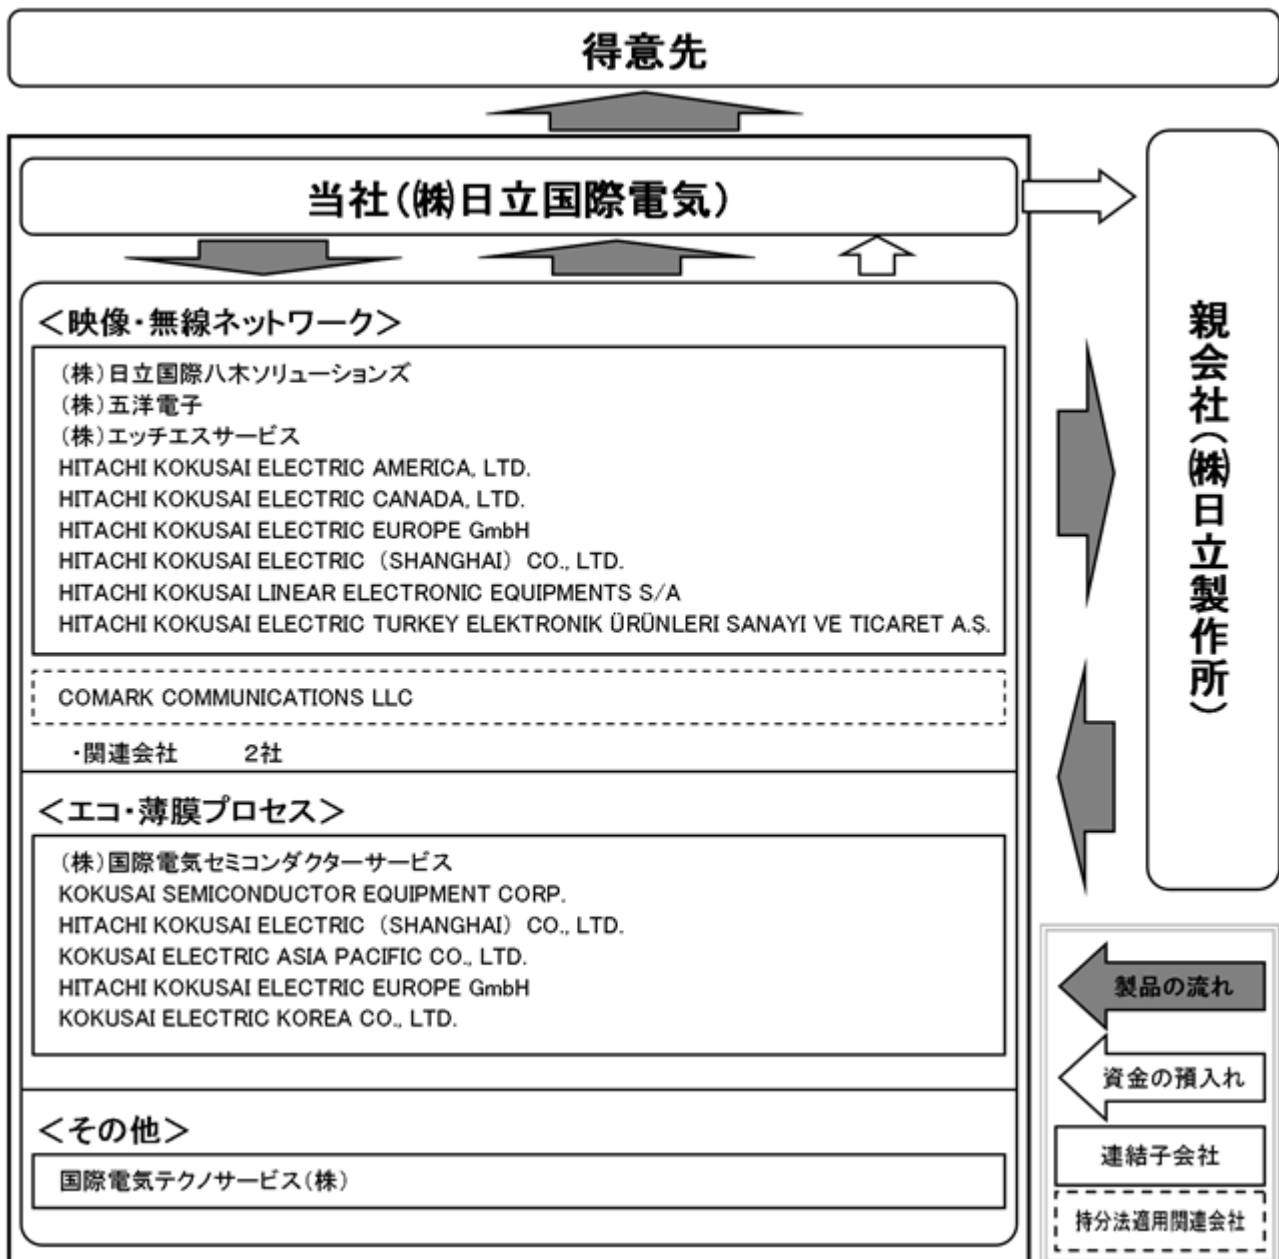 得意先
当社(㈱日立国際電気)
<映像・無線ネットワーク>
(株)日立国際八木ソリューションズ
(株)五洋電子
(株)エッチエスサービス
HITACHI KOKUSAI ELECTRIC AMERICA, LTD.
HITACHI KOKUSAI ELECTRIC CANADA, LTD.
HITACHI KOKUSAI ELECTRIC EUROPE GmbH
HITACHI KOKUSAI ELECTRIC (SHANGHAI) CO., LTD.
HITACHI KOKUSAI LINEAR ELECTRONIC EQUIPMENTS S/A
HITACHI KOKUSAI ELECTRIC TURKEY ELEKTRONIK ÜRÜNLERI SANAYI VE TICARET A.Ş.
COMARK COMMUNICATIONS LLC
・関連会社 2社
<エコ・薄膜プロセス>
(株)国際電気セミコンダクターサービス
KOKUSAI SEMICONDUCTOR EQUIPMENT CORP.
HITACHI KOKUSAI ELECTRIC (SHANGHAI) CO., LTD.
KOKUSAI ELECTRIC ASIA PACIFIC CO., LTD.
HITACHI KOKUSAI ELECTRIC EUROPE GmbH
KOKUSAI ELECTRIC KOREA CO., LTD.
<その他>
国際電気テクノサービス(株)
親会社(㈱日立製作所)
製品の流れ
資金の預入れ
連結子会社
持分法適用関連会社